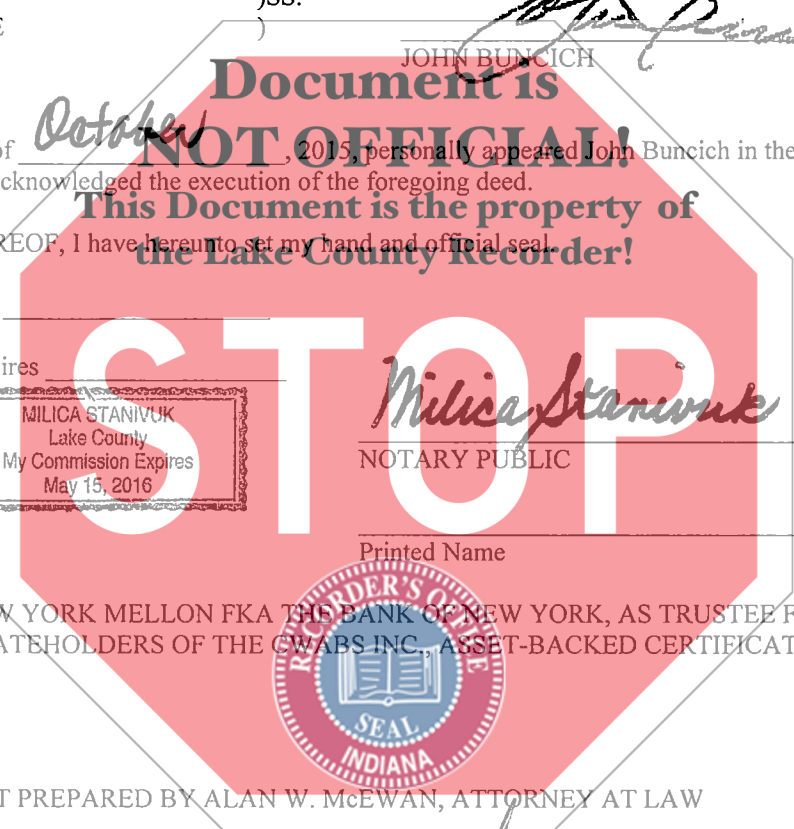 )SS.
E )
JOHN BUNCICH
Document is
NOT OFFICIAL!
of October, 2015, personally appeared John Buncich in the
cknowledged the execution of the foregoing deed.
This Document is the property of
the Lake County Recorder!
REOF, I have hereunto set my hand and official seal.
STOP
ires
MILICA STANIVUK
Lake County
My Commission Expires
May 15, 2016
Milica Stanivuk
NOTARY PUBLIC
Printed Name
W YORK MELLON FKA THE BANK OF NEW YORK, AS TRUSTEE F
ATEHOLDERS OF THE CWABS INC., ASSET-BACKED CERTIFICAT
RECORDER'S OFFICE
SEAL
INDIANA
T PREPARED BY ALAN W. McEWAN, ATTORNEY AT LAW